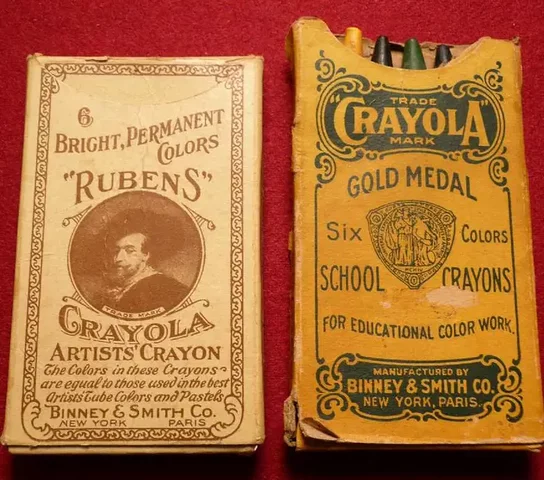 6
BRIGHT, PERMANENT
COLORS
"RUBENS"
TRADE MARK
CRAYOLA
ARTISTS' CRAYON
The Colors in these Crayons
are equal to those used in the best
Artists Tube Colors and Pastels
BINNEY & SMITH Co.
NEW YORK PARIS
TRADE
"CRAYOLA"
MARK
GOLD MEDAL
SIX COLORS
SCHOOL CRAYONS
FOR EDUCATIONAL COLOR WORK.
MANUFACTURED BY
BINNEY & SMITH CO.
NEW YORK, PARIS.